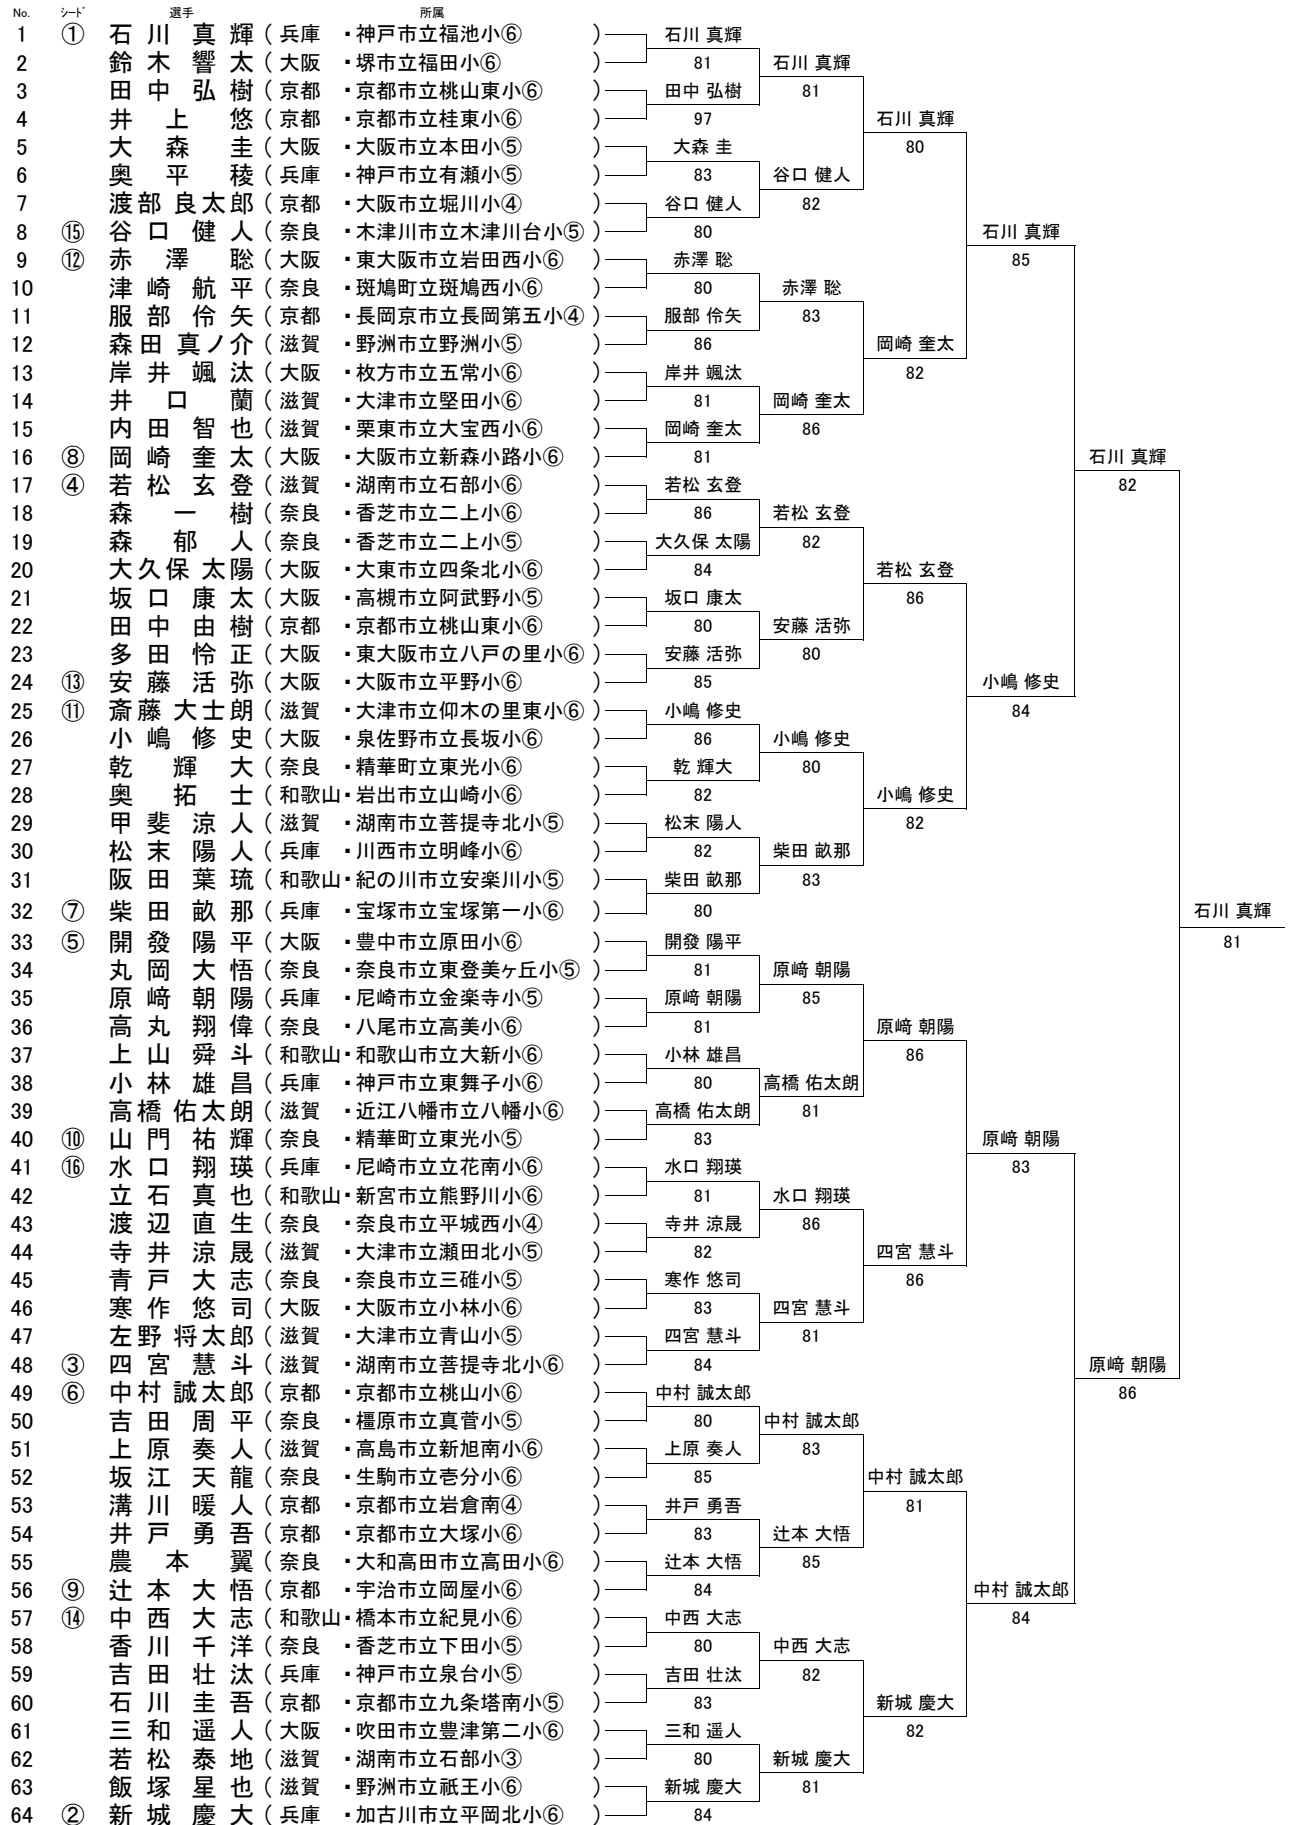 No. シード 選手 所属
1 ① 石川 真輝 ( 兵庫 ・神戸市立福池小⑥ ) 石川 真輝
2 鈴木 響太 ( 大阪 ・堺市立福田小⑥ ) 81 石川 真輝
3 田中 弘樹 ( 京都 ・京都市立桃山東小⑥ ) 田中 弘樹 81
4 井上 悠 ( 京都 ・京都市立桂東小⑥ ) 97 石川 真輝
5 大森 圭 ( 大阪 ・大阪市立本田小⑤ ) 大森 圭 80
6 奥平 稜 ( 兵庫 ・神戸市立有瀬小⑤ ) 83 谷口 健人
7 渡部 良太郎 ( 京都 ・大阪市立堀川小④ ) 谷口 健人 82
8 ⑮ 谷口 健人 ( 奈良 ・木津川市立木津川台小⑤ ) 80 石川 真輝
9 ⑫ 赤澤 聡 ( 大阪 ・東大阪市立岩田西小⑥ ) 赤澤 聡 85
10 津崎 航平 ( 奈良 ・斑鳩町立斑鳩西小⑥ ) 80 赤澤 聡
11 服部 伶矢 ( 京都 ・長岡京市立長岡第五小④ ) 服部 伶矢 83
12 森田 真ノ介 ( 滋賀 ・野洲市立野洲小⑤ ) 86 岡崎 奎太
13 岸井 颯汰 ( 大阪 ・枚方市立五常小⑥ ) 岸井 颯汰 82
14 井口 蘭 ( 滋賀 ・大津市立堅田小⑥ ) 81 岡崎 奎太
15 内田 智也 ( 滋賀 ・栗東市立大宝西小⑥ ) 岡崎 奎太 86
16 ⑧ 岡崎 奎太 ( 大阪 ・大阪市立新森小路小⑥ ) 81 石川 真輝
17 ④ 若松 玄登 ( 滋賀 ・湖南市立石部小⑥ ) 若松 玄登 82
18 森 一樹 ( 奈良 ・香芝市立二上小⑥ ) 86 若松 玄登
19 森 郁人 ( 奈良 ・香芝市立二上小⑤ ) 大久保 太陽 82
20 大久保 太陽 ( 大阪 ・大東市立四条北小⑥ ) 84 若松 玄登
21 坂口 康太 ( 大阪 ・高槻市立阿武野小⑤ ) 坂口 康太 86
22 田中 由樹 ( 京都 ・京都市立桃山東小⑥ ) 80 安藤 活弥
23 多田 怜正 ( 大阪 ・東大阪市立八戸の里小⑥ ) 安藤 活弥 80
24 ⑬ 安藤 活弥 ( 大阪 ・大阪市立平野小⑥ ) 85 小嶋 修史
25 ⑪ 斎藤 大士朗 ( 滋賀 ・大津市立仰木の里東小⑥ ) 小嶋 修史 84
26 小嶋 修史 ( 大阪 ・泉佐野市立長坂小⑥ ) 86 小嶋 修史
27 乾 輝大 ( 奈良 ・精華町立東光小⑥ ) 乾 輝大 80
28 奥 拓士 ( 和歌山・岩出市立山崎小⑥ ) 82 小嶋 修史
29 甲斐 涼人 ( 滋賀 ・湖南市立菩提寺北小⑤ ) 松末 陽人 82
30 松末 陽人 ( 兵庫 ・川西市立明峰小⑥ ) 82 柴田 畝那
31 阪田 葉琉 ( 和歌山・紀の川市立安楽川小⑤ ) 柴田 畝那 83
32 ⑦ 柴田 畝那 ( 兵庫 ・宝塚市立宝塚第一小⑥ ) 80 石川 真輝
33 ⑤ 開發 陽平 ( 大阪 ・豊中市立原田小⑥ ) 開發 陽平 81
34 丸岡 大悟 ( 奈良 ・奈良市立東登美ヶ丘小⑤ ) 81 原﨑 朝陽
35 原﨑 朝陽 ( 兵庫 ・尼崎市立金楽寺小⑤ ) 原﨑 朝陽 85
36 高丸 翔偉 ( 奈良 ・八尾市立高美小⑥ ) 81 原﨑 朝陽
37 上山 舜斗 ( 和歌山・和歌山市立大新小⑥ ) 小林 雄昌 86
38 小林 雄昌 ( 兵庫 ・神戸市立東舞子小⑥ ) 80 高橋 佑太朗
39 高橋 佑太朗 ( 滋賀 ・近江八幡市立八幡小⑥ ) 高橋 佑太朗 81
40 ⑩ 山門 祐輝 ( 奈良 ・精華町立東光小⑤ ) 83 原﨑 朝陽
41 ⑯ 水口 翔瑛 ( 兵庫 ・尼崎市立立花南小⑥ ) 水口 翔瑛 83
42 立石 真也 ( 和歌山・新宮市立熊野川小⑥ ) 81 水口 翔瑛
43 渡辺 直生 ( 奈良 ・奈良市立平城西小④ ) 寺井 涼晟 86
44 寺井 涼晟 ( 滋賀 ・大津市立瀬田北小⑤ ) 82 四宮 慧斗
45 青戸 大志 ( 奈良 ・奈良市立三碓小⑤ ) 寒作 悠司 86
46 寒作 悠司 ( 大阪 ・大阪市立小林小⑥ ) 83 四宮 慧斗
47 左野 将太郎 ( 滋賀 ・大津市立青山小⑤ ) 四宮 慧斗 81
48 ③ 四宮 慧斗 ( 滋賀 ・湖南市立菩提寺北小⑥ ) 84 原﨑 朝陽
49 ⑥ 中村 誠太郎 ( 京都 ・京都市立桃山小⑥ ) 中村 誠太郎 86
50 吉田 周平 ( 奈良 ・橿原市立真菅小⑤ ) 80 中村 誠太郎
51 上原 奏人 ( 滋賀 ・高島市立新旭南小⑥ ) 上原 奏人 83
52 坂江 天龍 ( 奈良 ・生駒市立壱分小⑥ ) 85 中村 誠太郎
53 溝川 暖人 ( 京都 ・京都市立岩倉南④ ) 井戸 勇吾 81
54 井戸 勇吾 ( 京都 ・京都市立大塚小⑥ ) 83 辻本 大悟
55 農本 翼 ( 奈良 ・大和高田市立高田小⑥ ) 辻本 大悟 85
56 ⑨ 辻本 大悟 ( 京都 ・宇治市立岡屋小⑥ ) 84 中村 誠太郎
57 ⑭ 中西 大志 ( 和歌山・橋本市立紀見小⑥ ) 中西 大志 84
58 香川 千洋 ( 奈良 ・香芝市立下田小⑤ ) 80 中西 大志
59 吉田 壮汰 ( 兵庫 ・神戸市立泉台小⑤ ) 吉田 壮汰 82
60 石川 圭吾 ( 京都 ・京都市立九条塔南小⑤ ) 83 新城 慶大
61 三和 遥人 ( 大阪 ・吹田市立豊津第二小⑥ ) 三和 遥人 82
62 若松 泰地 ( 滋賀 ・湖南市立石部小③ ) 80 新城 慶大
63 飯塚 星也 ( 滋賀 ・野洲市立祇王小⑥ ) 新城 慶大 81
64 ② 新城 慶大 ( 兵庫 ・加古川市立平岡北小⑥ ) 84